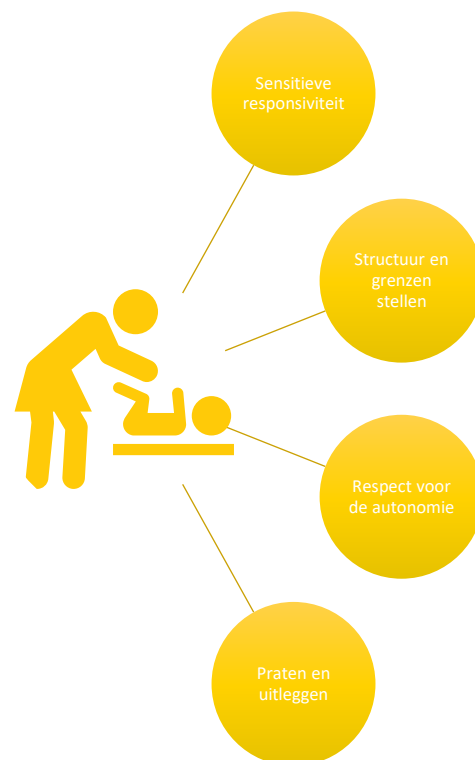 Sensitieve
responsiviteit
Structuur en
grenzen
stellen
Respect voor
de autonomie
Praten en
uitleggen